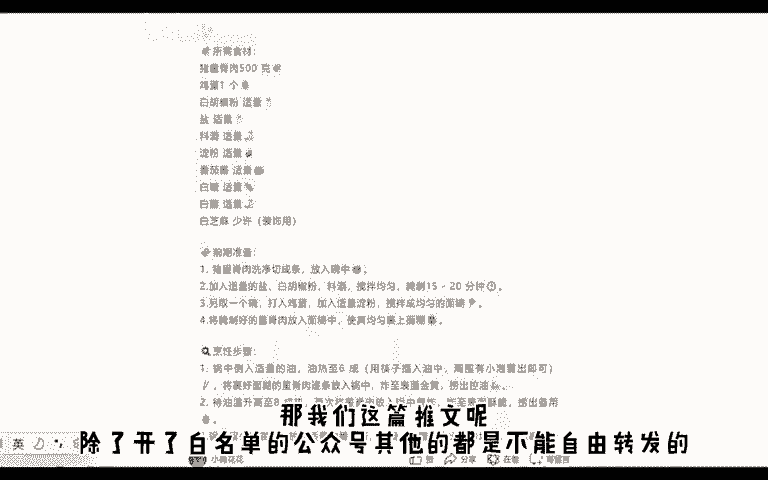 所需食材：
猪里脊肉500 克
鸡蛋1 个
白胡椒粉 适量
盐 适量
料酒 适量
淀粉 适量
番茄酱 适量
白糖 适量
白醋 适量
白芝麻 少许（装饰用）
前期准备：
1. 猪里脊肉洗净切成条，放入碗中。
2.加入适量的盐、白胡椒粉、料酒，搅拌均匀，腌制15 - 20 分钟。
3.另取一个碗，打入鸡蛋，加入适量淀粉，搅拌成均匀的面糊。
4.将腌制好的里脊肉放入面糊中，使其均匀裹上面糊。
烹饪步骤：
1. 锅中倒入适量的油，油热至6 成（用筷子插入油中，周围有小泡冒出即可）
，将裹好面糊的里脊肉逐条放入锅中，炸至表面金黄，捞出控油。
2. 待油温升高至8
那我们这篇推文呢
除了开了白名单的公众号其他的都是不能自由转发的
英
赞 分享 在看 写留言